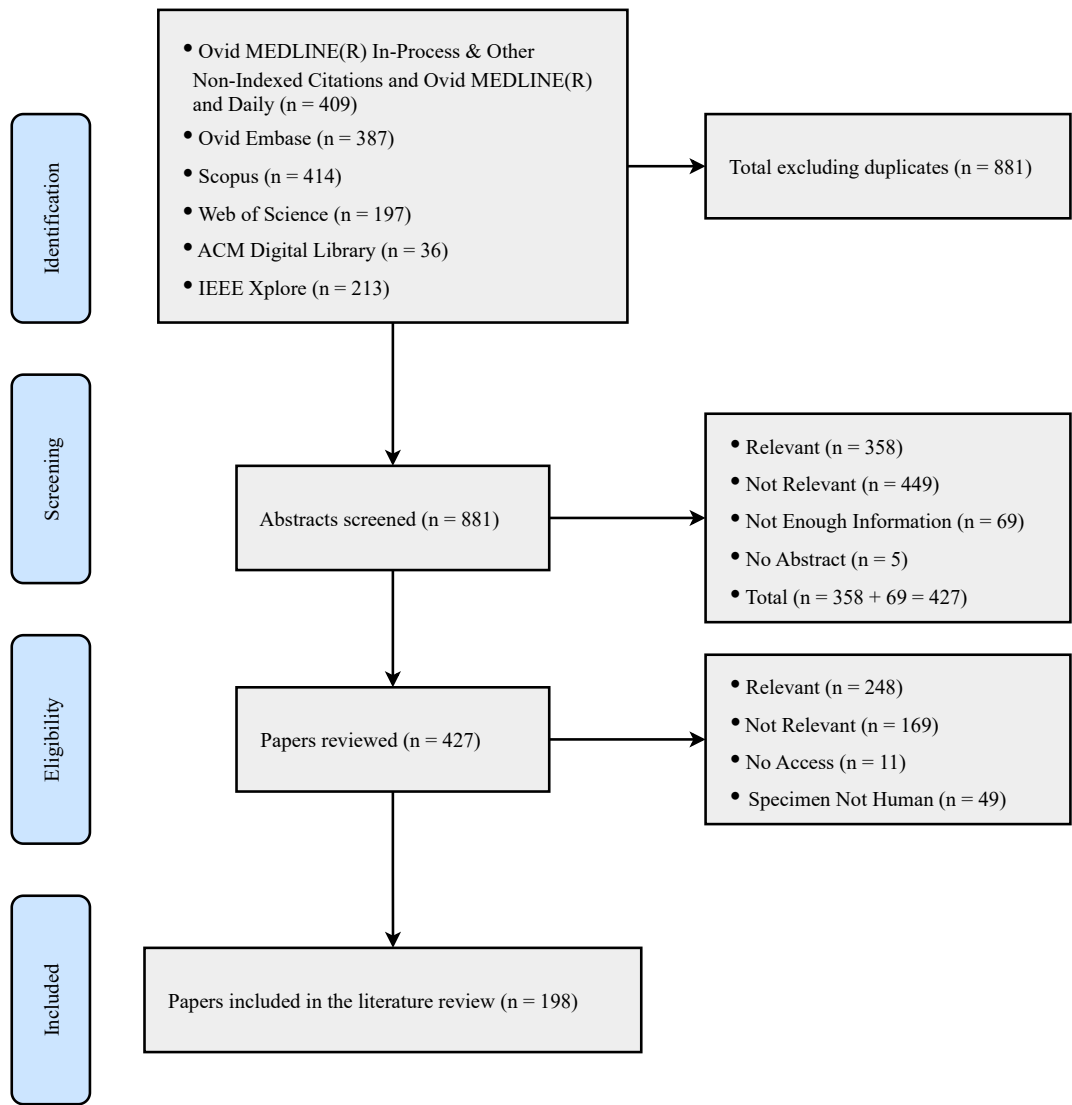 Identification
• Ovid MEDLINE(R) In-Process & Other
Non-Indexed Citations and Ovid MEDLINE(R)
and Daily (n = 409)
• Ovid Embase (n = 387)
• Scopus (n = 414)
• Web of Science (n = 197)
• ACM Digital Library (n = 36)
• IEEE Xplore (n = 213)
Total excluding duplicates (n = 881)
Screening
Abstracts screened (n = 881)
• Relevant (n = 358)
• Not Relevant (n = 449)
• Not Enough Information (n = 69)
• No Abstract (n = 5)
• Total (n = 358 + 69 = 427)
Eligibility
Papers reviewed (n = 427)
• Relevant (n = 248)
• Not Relevant (n = 169)
• No Access (n = 11)
• Specimen Not Human (n = 49)
Included
Papers included in the literature review (n = 198)